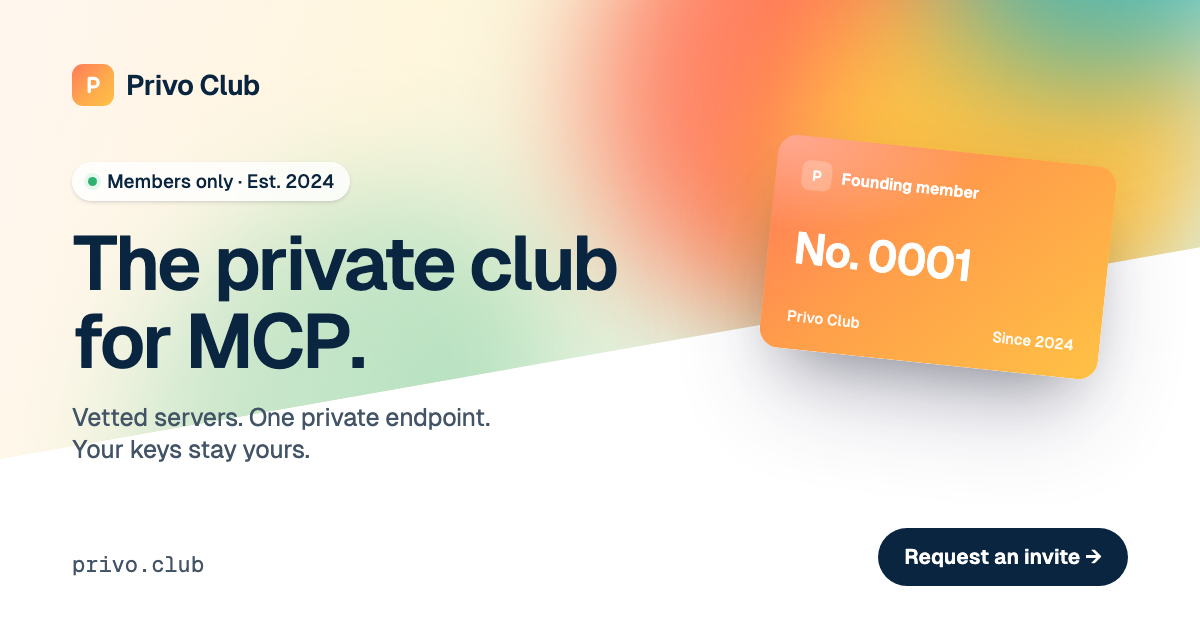 P Privo Club
Members only · Est. 2024
The private club
for MCP.
Vetted servers. One private endpoint.
Your keys stay yours.
P Founding member
No. 0001
Privo Club
Since 2024
privo.club
Request an invite →